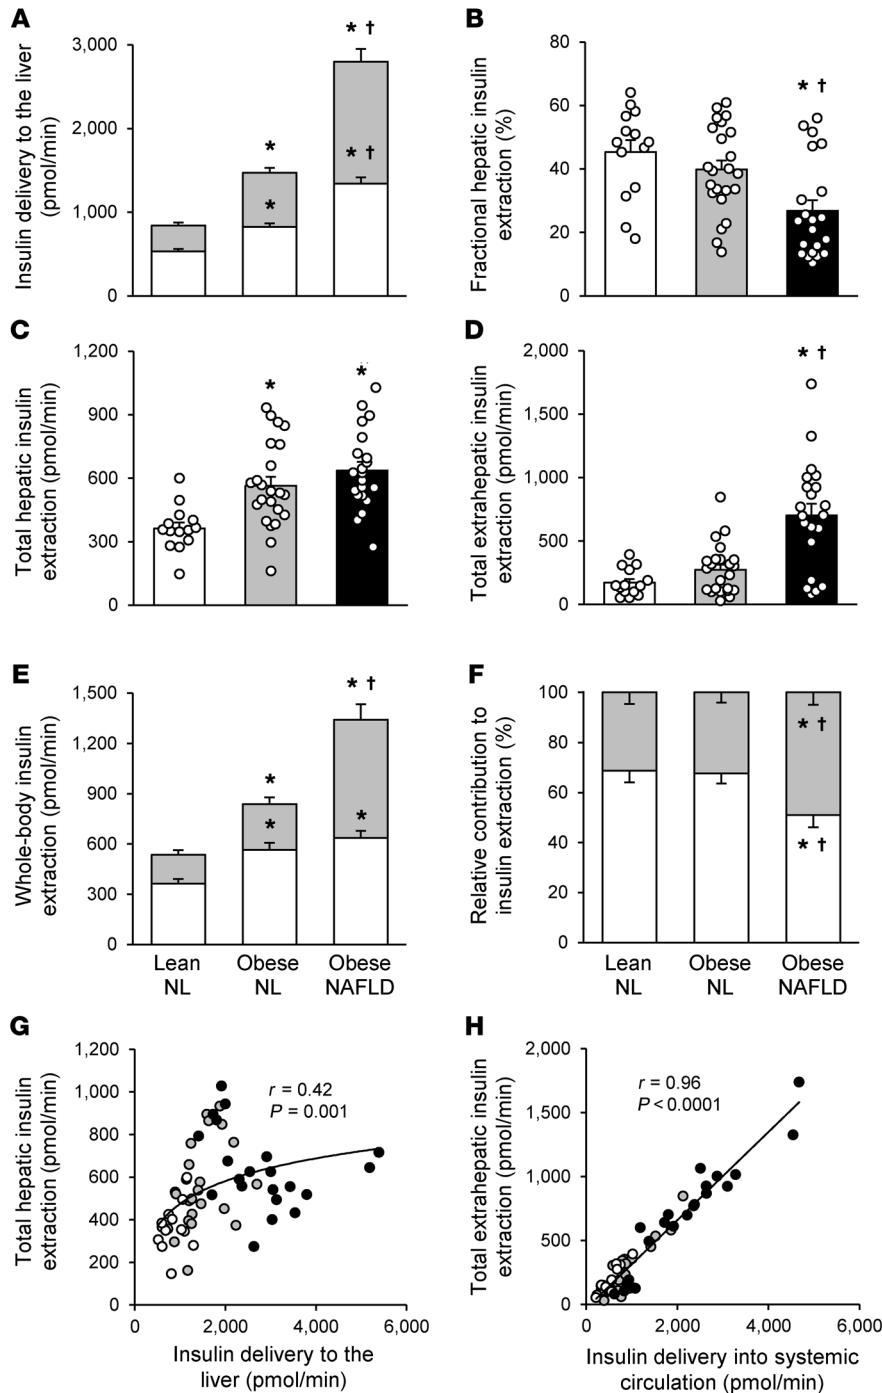 A
Insulin delivery to the liver
(pmol/min)
3,000
2,000
1,000
0
*
*
* †
* †
B
Fractional hepatic insulin
extraction (%)
80
60
40
20
0
* †
C
Total hepatic insulin
extraction (pmol/min)
1,200
900
600
300
0
*
*
D
Total extrahepatic insulin
extraction (pmol/min)
2,000
1,500
1,000
500
0
* †
E
Whole-body insulin
extraction (pmol/min)
1,500
1,200
900
600
300
0
*
*
* †
*
Lean
NL
Obese
NL
Obese
NAFLD
F
Relative contribution to
insulin extraction (%)
100
80
60
40
20
0
* †
* †
Lean
NL
Obese
NL
Obese
NAFLD
G
Total hepatic insulin
extraction (pmol/min)
1,200
1,000
800
600
400
200
0
r = 0.42
P = 0.001
0 2,000 4,000 6,000
Insulin delivery to the
liver (pmol/min)
H
Total extrahepatic insulin
extraction (pmol/min)
2,000
1,500
1,000
500
0
r = 0.96
P < 0.0001
0 2,000 4,000 6,000
Insulin delivery into systemic
circulation (pmol/min)